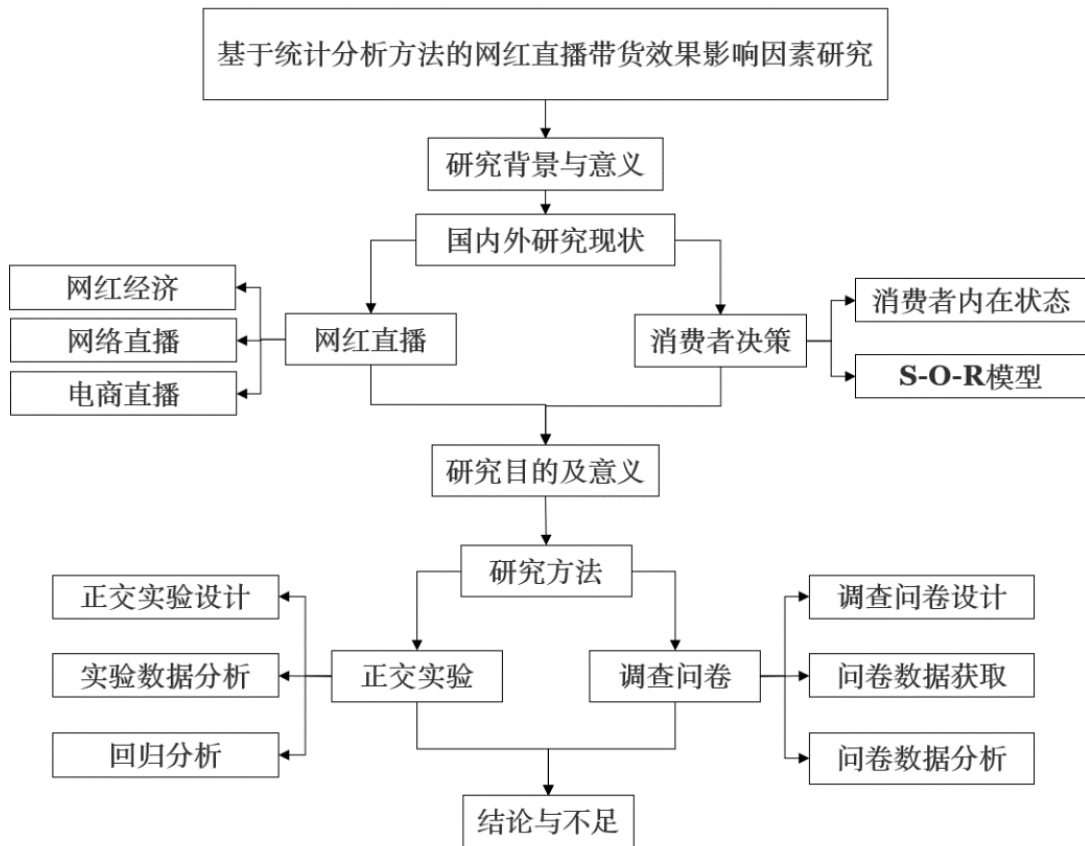 基于统计分析方法的网红直播带货效果影响因素研究
研究背景与意义
国内外研究现状
网红经济
网络直播
电商直播
网红直播
消费者决策
消费者内在状态
S-O-R模型
研究目的及意义
研究方法
正交实验设计
实验数据分析
回归分析
正交实验
调查问卷
调查问卷设计
问卷数据获取
问卷数据分析
结论与不足